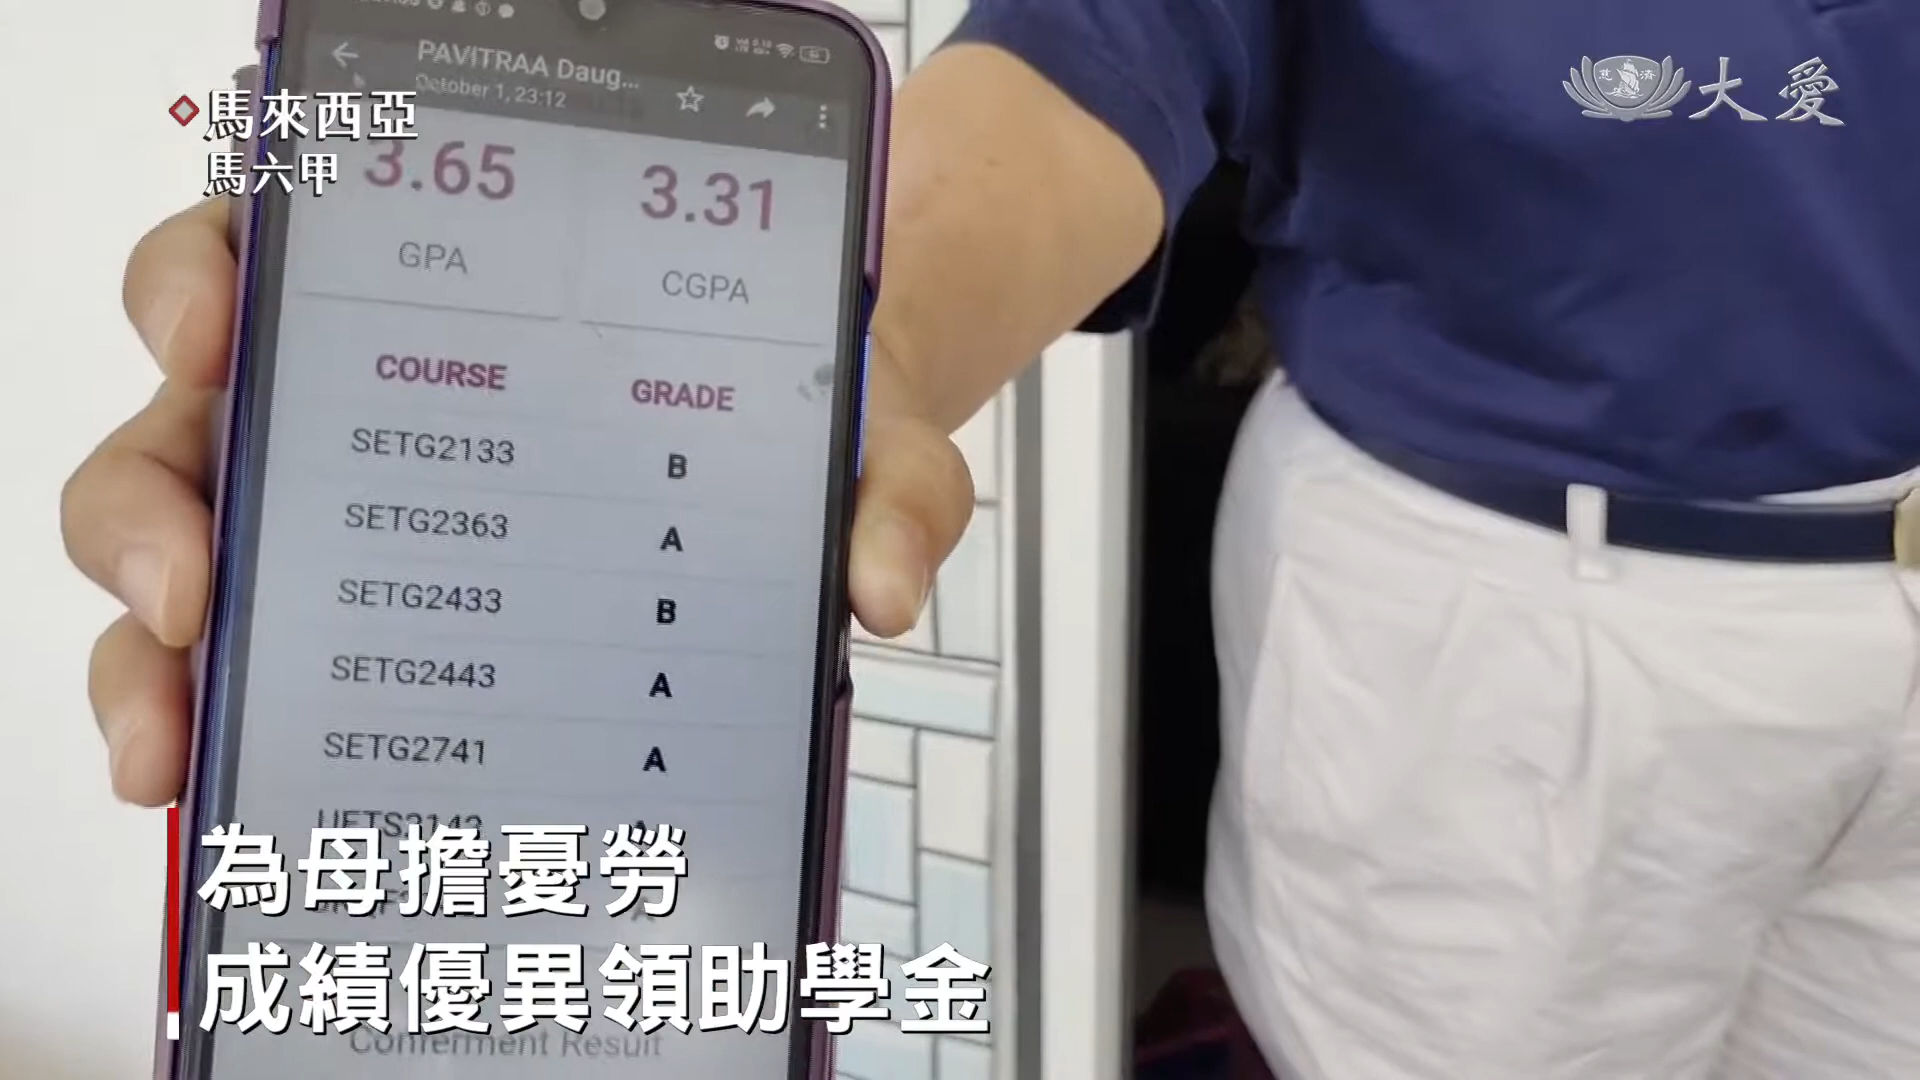 PAVITRAA Daug...
October 1, 23:12
大愛
慈濟
馬來西亞
馬六甲
3.65
3.31
GPA
CGPA
COURSE GRADE
SETG2133 B
SETG2363 A
SETG2433 B
SETG2443 A
SETG2741 A
為母擔憂勞
成績優異領助學金
Conferment Result